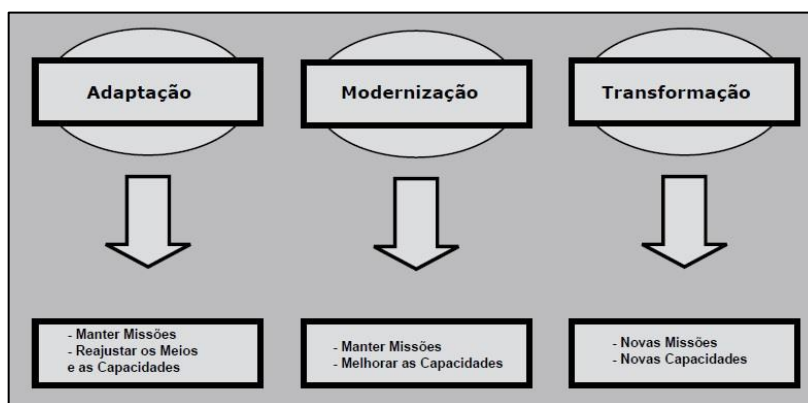 Adaptação
Modernização
Transformação
- Manter Missões
- Reajustar os Meios
e as Capacidades
- Manter Missões
- Melhorar as Capacidades
- Novas Missões
- Novas Capacidades